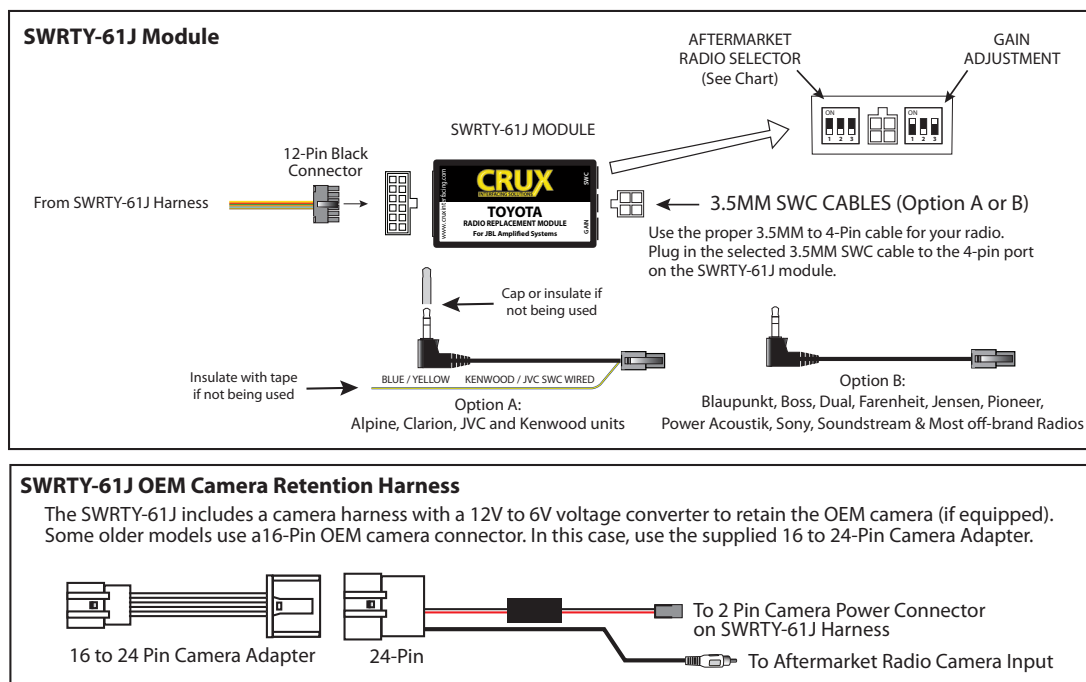 SWRTY-61J Module
AFTERMARKET
RADIO SELECTOR
(See Chart)
GAIN
ADJUSTMENT
ON
1 2 3
ON
1 2 3
SWRTY-61J MODULE
12-Pin Black
Connector
From SWRTY-61J Harness
www.cruxinterfacing.com
CRUX
INTERFACING SOLUTIONS
TOYOTA
RADIO REPLACEMENT MODULE
For JBL Amplified Systems
SWC
GAIN
3.5MM SWC CABLES (Option A or B)
Use the proper 3.5MM to 4-Pin cable for your radio.
Plug in the selected 3.5MM SWC cable to the 4-pin port
on the SWRTY-61J module.
Cap or insulate if
not being used
Insulate with tape
if not being used
BLUE / YELLOW KENWOOD / JVC SWC WIRED
Option A:
Alpine, Clarion, JVC and Kenwood units
Option B:
Blaupunkt, Boss, Dual, Farenheit, Jensen, Pioneer,
Power Acoustik, Sony, Soundstream & Most off-brand Radios
SWRTY-61J OEM Camera Retention Harness
The SWRTY-61J includes a camera harness with a 12V to 6V voltage converter to retain the OEM camera (if equipped).
Some older models use a16-Pin OEM camera connector. In this case, use the supplied 16 to 24-Pin Camera Adapter.
16 to 24 Pin Camera Adapter
24-Pin
To 2 Pin Camera Power Connector
on SWRTY-61J Harness
To Aftermarket Radio Camera Input